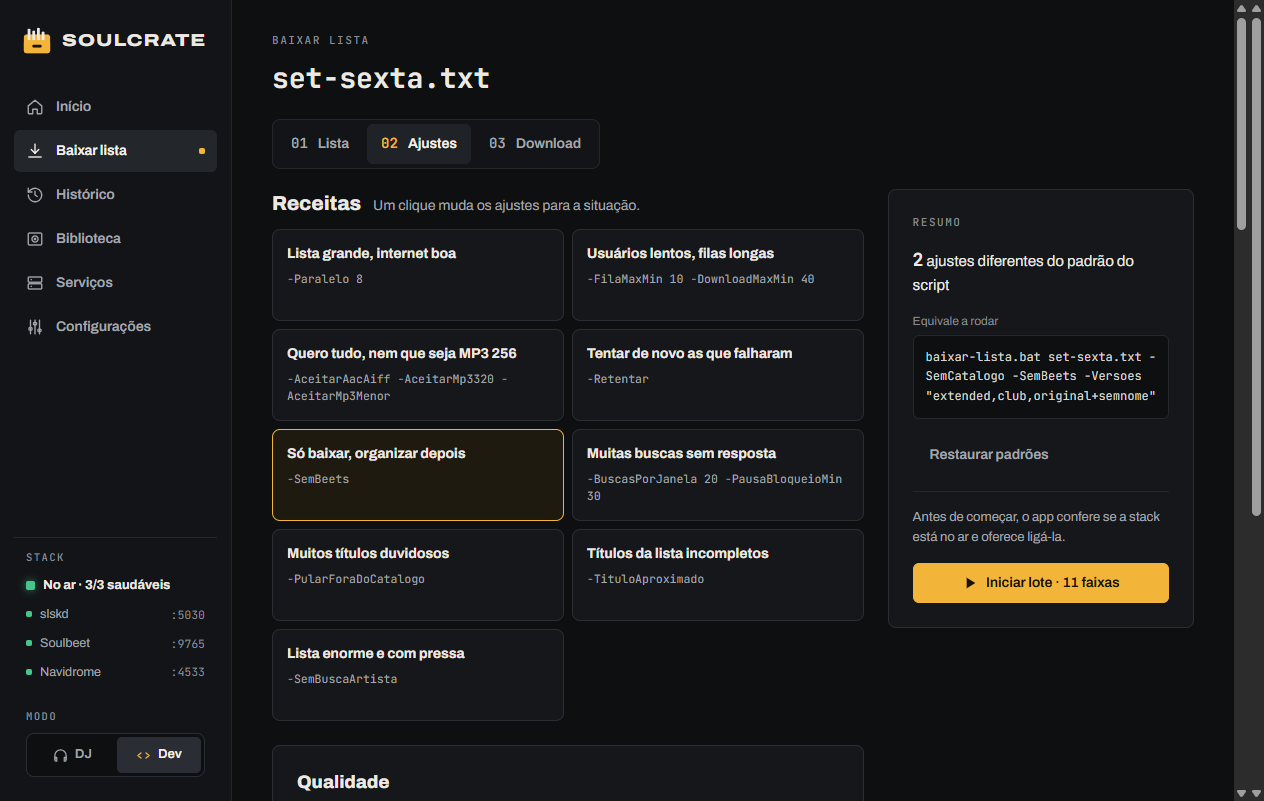 SOULCRATE
Início
Baixar lista
Histórico
Biblioteca
Serviços
Configurações
STACK
No ar · 3/3 saudáveis
slskd :5030
Soulbeet :9765
Navidrome :4533
MODO
DJ
<> Dev
BAIXAR LISTA
set-sexta.txt
01 Lista
02 Ajustes
03 Download
Receitas Um clique muda os ajustes para a situação.
Lista grande, internet boa
-Paralelo 8
Usuários lentos, filas longas
-FilaMaxMin 10 -DownloadMaxMin 40
Quero tudo, nem que seja MP3 256
-AceitarAacAiff -AceitarMp3320 -
AceitarMp3Menor
Tentar de novo as que falharam
-Retentar
Só baixar, organizar depois
-SemBeets
Muitas buscas sem resposta
-BuscasPorJanela 20 -PausaBloqueioMin
30
Muitos títulos duvidosos
-PularForaDoCatalogo
Títulos da lista incompletos
-TituloAproximado
Lista enorme e com pressa
-SemBuscaArtista
Qualidade
RESUMO
2 ajustes diferentes do padrão do
script
Equivale a rodar
baixar-lista.bat set-sexta.txt -
SemCatalogo -SemBeets -Versoes
"extended,club,original+semnome"
Restaurar padrões
Antes de começar, o app confere se a stack
está no ar e oferece ligá-la.
Iniciar lote · 11 faixas